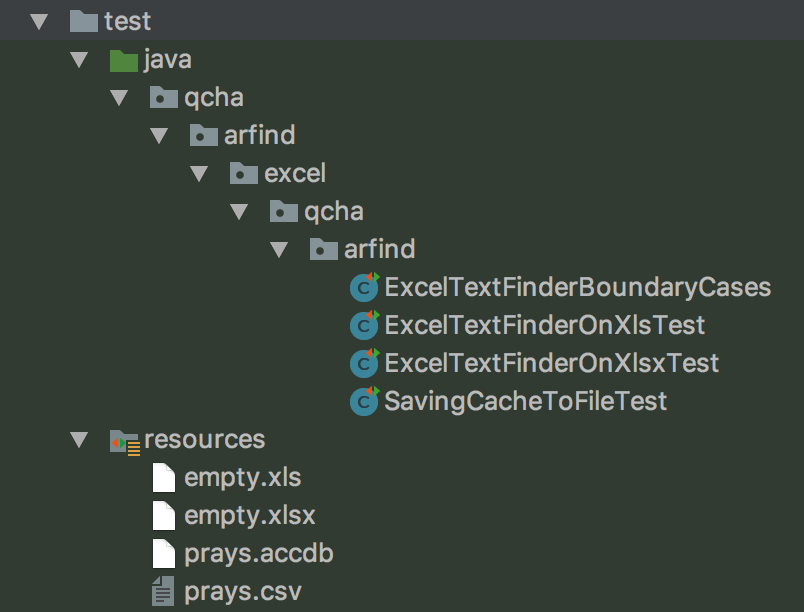 test
java
qcha
arfind
excel
qcha
arfind
C ExcelTextFinderBoundaryCases
C ExcelTextFinderOnXlsTest
C ExcelTextFinderOnXlsxTest
C SavingCacheToFileTest
resources
empty.xls
empty.xlsx
prays.accdb
prays.csv